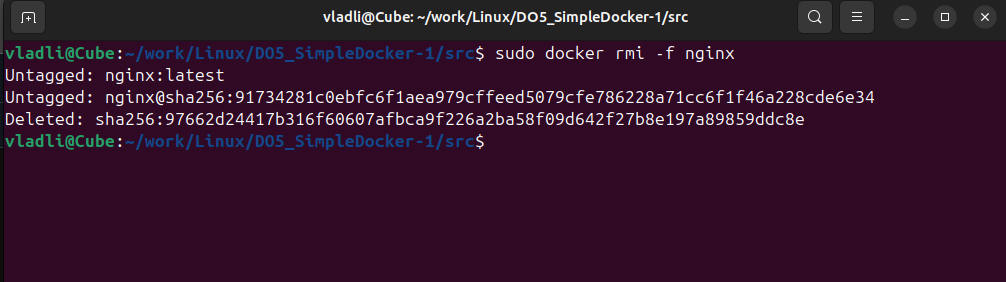 vladli@Cube: ~/work/Linux/DO5_SimpleDocker-1/src
vladli@Cube:~/work/Linux/DO5_SimpleDocker-1/src$ sudo docker rmi -f nginx
Untagged: nginx:latest
Untagged: nginx@sha256:91734281c0ebfc6f1aea979cffeed5079cfe786228a71cc6f1f46a228cde6e34
Deleted: sha256:97662d24417b316f60607afbca9f226a2ba58f09d642f27b8e197a89859ddc8e
vladli@Cube:~/work/Linux/DO5_SimpleDocker-1/src$